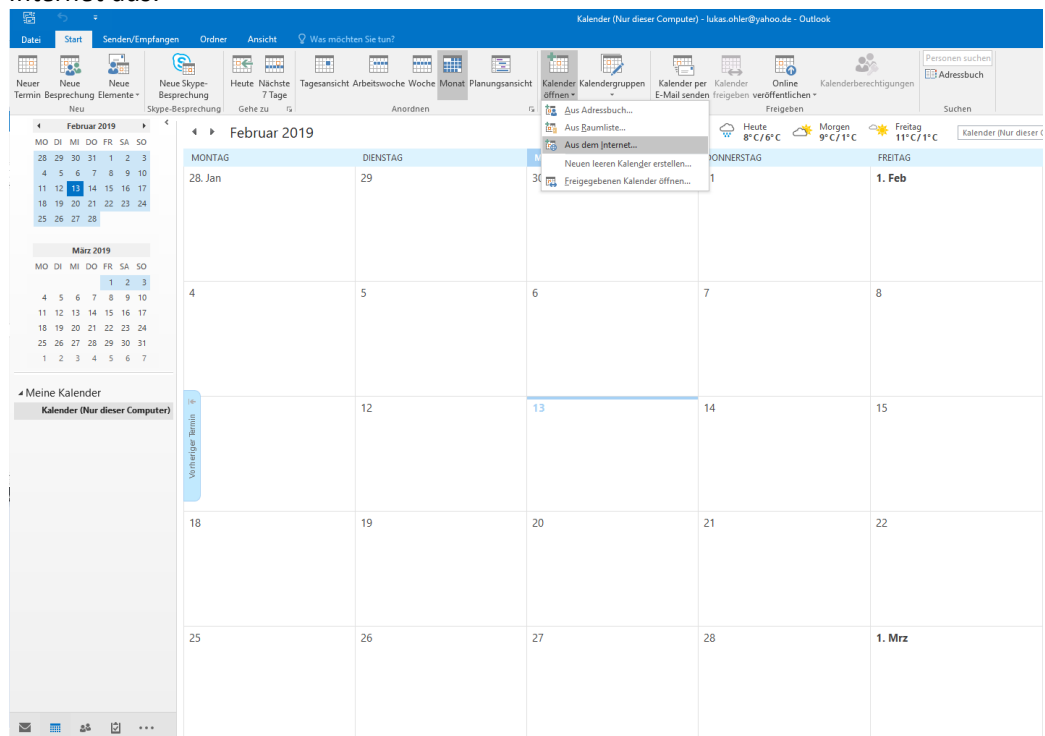 Kalender (Nur dieser Computer) - lukas.ohler@yahoo.de - Outlook
Datei Start Senden/Empfangen Ordner Ansicht Was möchten Sie tun?
Neuer Termin
Neue Besprechung
Neue Elemente
Neu
Neue Skype-Besprechung
Skype-Besprechung
Heute
Nächste 7 Tage
Gehe zu
Tagesansicht Arbeitswoche Woche Monat Planungsansicht
Anordnen
Kalender öffnen
Kalendergruppen
Kalender per E-Mail senden
Kalender freigeben
Online veröffentlichen
Kalenderberechtigungen
Freigeben
Personen suchen
Adressbuch
Suchen
Aus Adressbuch...
Aus Raumliste...
Aus dem Internet...
Neuen leeren Kalender erstellen...
Freigegebenen Kalender öffnen...
Februar 2019
MO DI MI DO FR SA SO
28 29 30 31 1 2 3
4 5 6 7 8 9 10
11 12 13 14 15 16 17
18 19 20 21 22 23 24
25 26 27 28
März 2019
MO DI MI DO FR SA SO
1 2 3
4 5 6 7 8 9 10
11 12 13 14 15 16 17
18 19 20 21 22 23 24
25 26 27 28 29 30 31
1 2 3 4 5 6 7
Meine Kalender
Kalender (Nur dieser Computer)
Februar 2019
Heute 8°C/6°C
Morgen 9°C/1°C
Freitag 11°C/1°C
Kalender (Nur dieser
MONTAG DIENSTAG DONNERSTAG FREITAG
28. Jan 29 30 1 1. Feb
4 5 6 7 8
Vorheriger Termin
12 13 14 15
18 19 20 21 22
25 26 27 28 1. Mrz